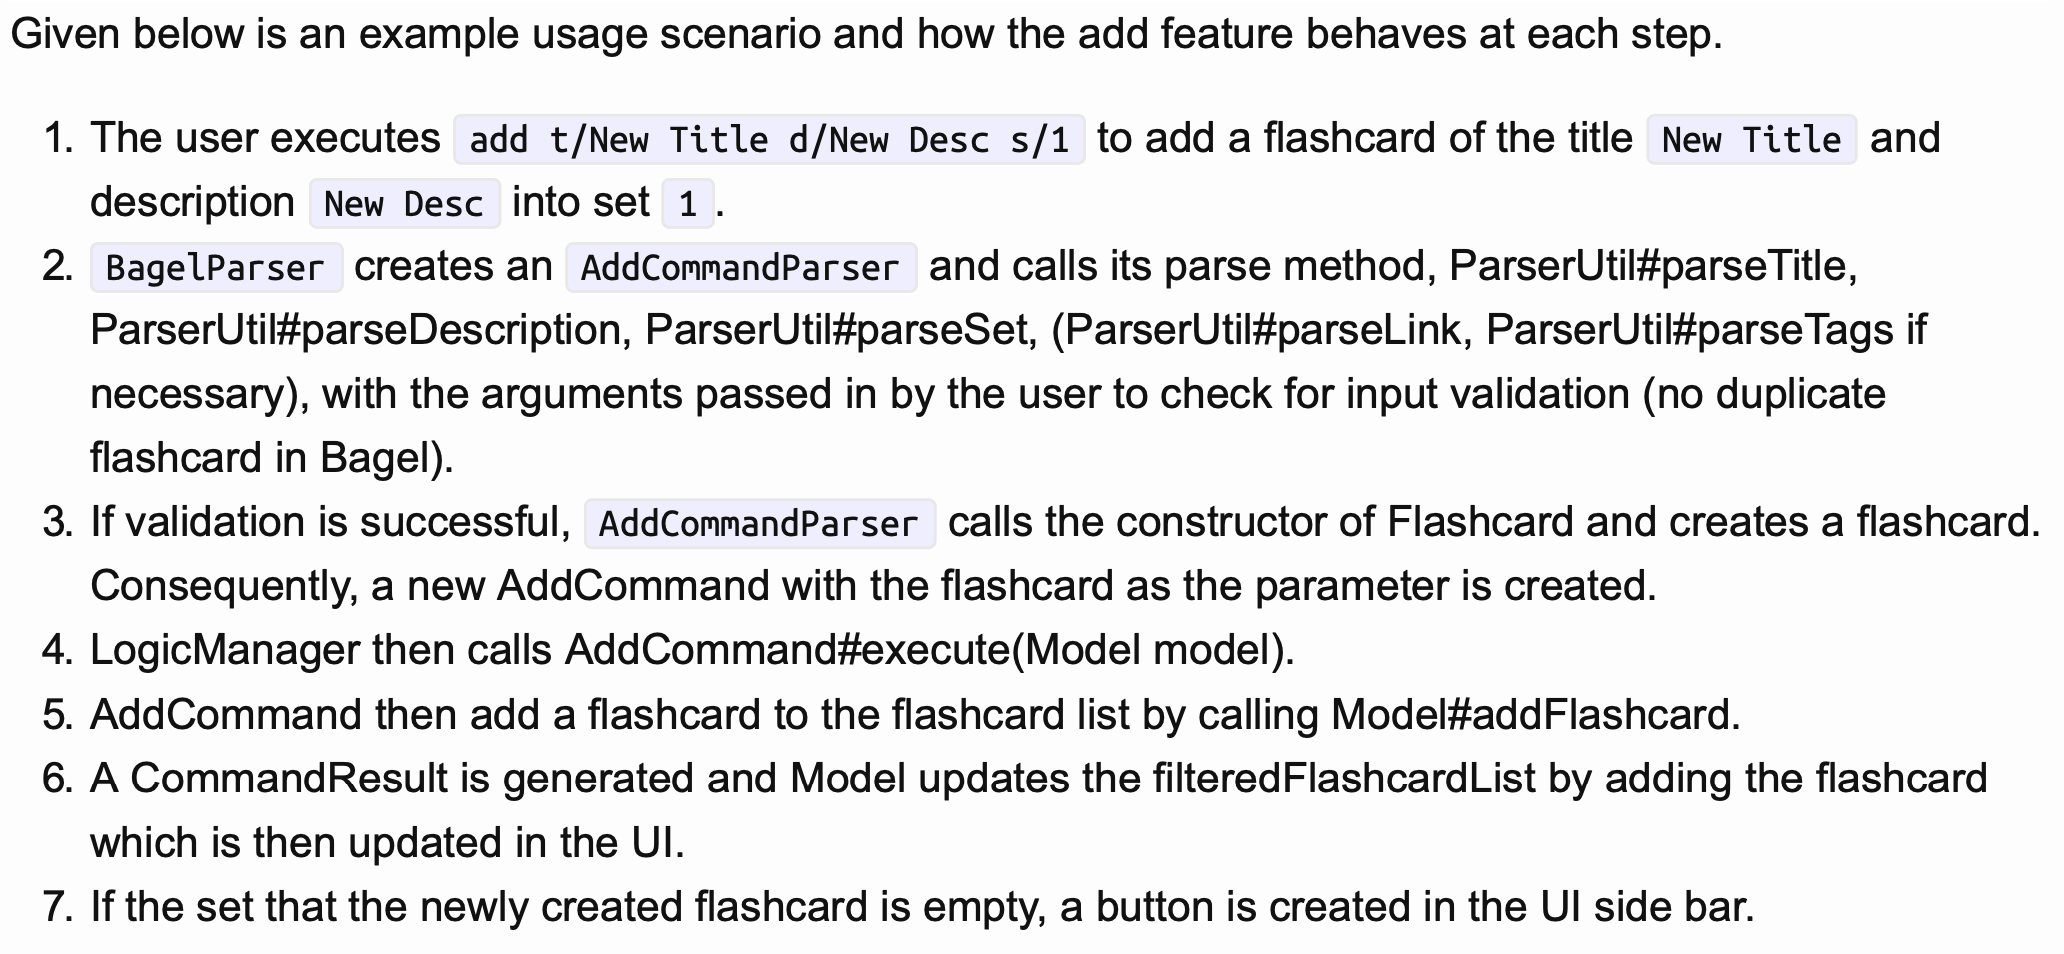 Given below is an example usage scenario and how the add feature behaves at each step.
1. The user executes add t/New Title d/New Desc s/1 to add a flashcard of the title New Title and
description New Desc into set 1 .
2. BagelParser creates an AddCommandParser and calls its parse method, ParserUtil#parseTitle,
ParserUtil#parseDescription, ParserUtil#parseSet, (ParserUtil#parseLink, ParserUtil#parseTags if
necessary), with the arguments passed in by the user to check for input validation (no duplicate
flashcard in Bagel).
3. If validation is successful, AddCommandParser calls the constructor of Flashcard and creates a flashcard.
Consequently, a new AddCommand with the flashcard as the parameter is created.
4. LogicManager then calls AddCommand#execute(Model model).
5. AddCommand then add a flashcard to the flashcard list by calling Model#addFlashcard.
6. A CommandResult is generated and Model updates the filteredFlashcardList by adding the flashcard
which is then updated in the UI.
7. If the set that the newly created flashcard is empty, a button is created in the UI side bar.